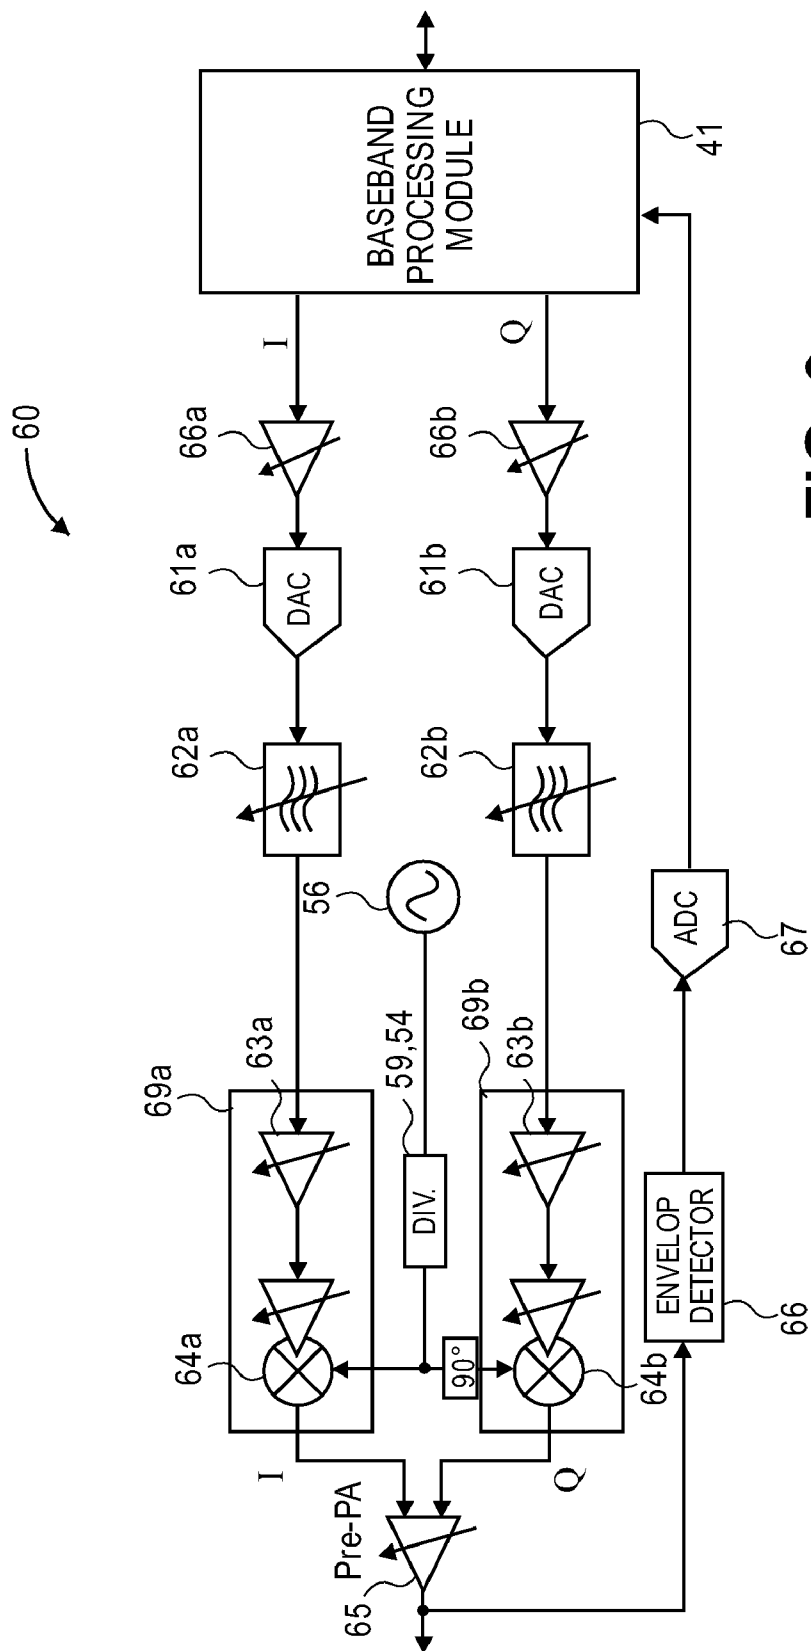 60
BASEBAND
PROCESSING
MODULE
41
I
Q
66a
66b
61a
DAC
61b
DAC
62a
62b
56
59,54
DIV.
69a
63a
69b
63b
64a
90°
64b
I
Q
Pre-PA
65
ENVELOP
DETECTOR
66
ADC
67
FIG.